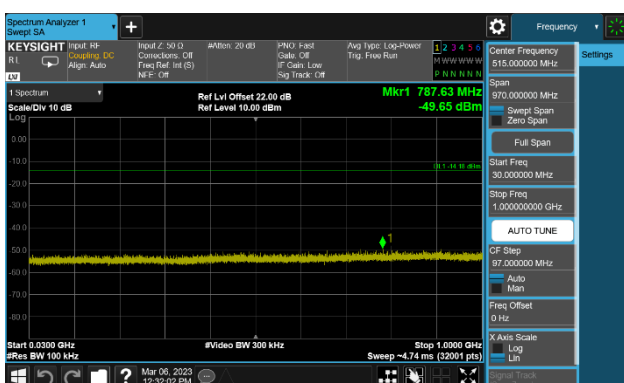 Spectrum Analyzer 1
Swept SA
+
Frequency
KEYSIGHT
RL
LXI
Input: RF
Coupling: DC
Align: Auto
Input Z: 50 Ω
Corrections: Off
Freq Ref: Int (S)
NFE: Off
#Atten: 20 dB
PNO: Fast
Gate: Off
IF Gain: Low
Sig Track: Off
Avg Type: Log-Power
Trig: Free Run
1 2 3 4 5 6
M W W W W W
P N N N N N
1 Spectrum
Scale/Div 10 dB
Log
Ref Lvl Offset 22.00 dB
Ref Level 10.00 dBm
Mkr1 787.63 MHz
-49.65 dBm
0.00
-10.0
-20.0
-30.0
-40.0
-50.0
-60.0
-70.0
-80.0
1
Start 0.0300 GHz
#Res BW 100 kHz
#Video BW 300 kHz
Stop 1.0000 GHz
Sweep ~4.74 ms (32001 pts)
?
Mar 06, 2023
12:32:02 PM
Center Frequency
515.000000 MHz
Settings
Span
970.000000 MHz
Swept Span
Zero Span
Full Span
Start Freq
30.000000 MHz
Stop Freq
1.000000000 GHz
AUTO TUNE
CF Step
97.000000 MHz
Auto
Man
Freq Offset
0 Hz
X Axis Scale
Log
Lin
Signal Track